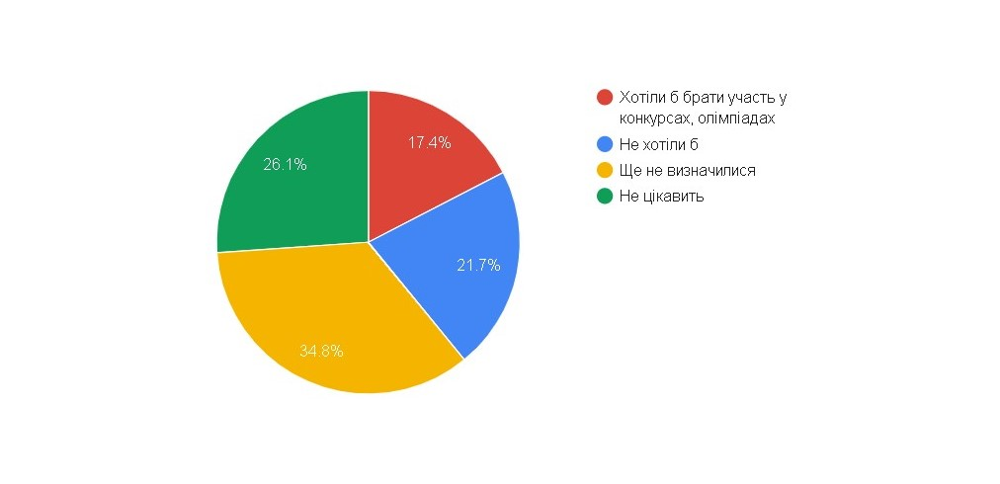 17.4%
26.1%
21.7%
34.8%
Хотіли б брати участь у
конкурсах, олімпіадах
Не хотіли б
Ще не визначилися
Не цікавить